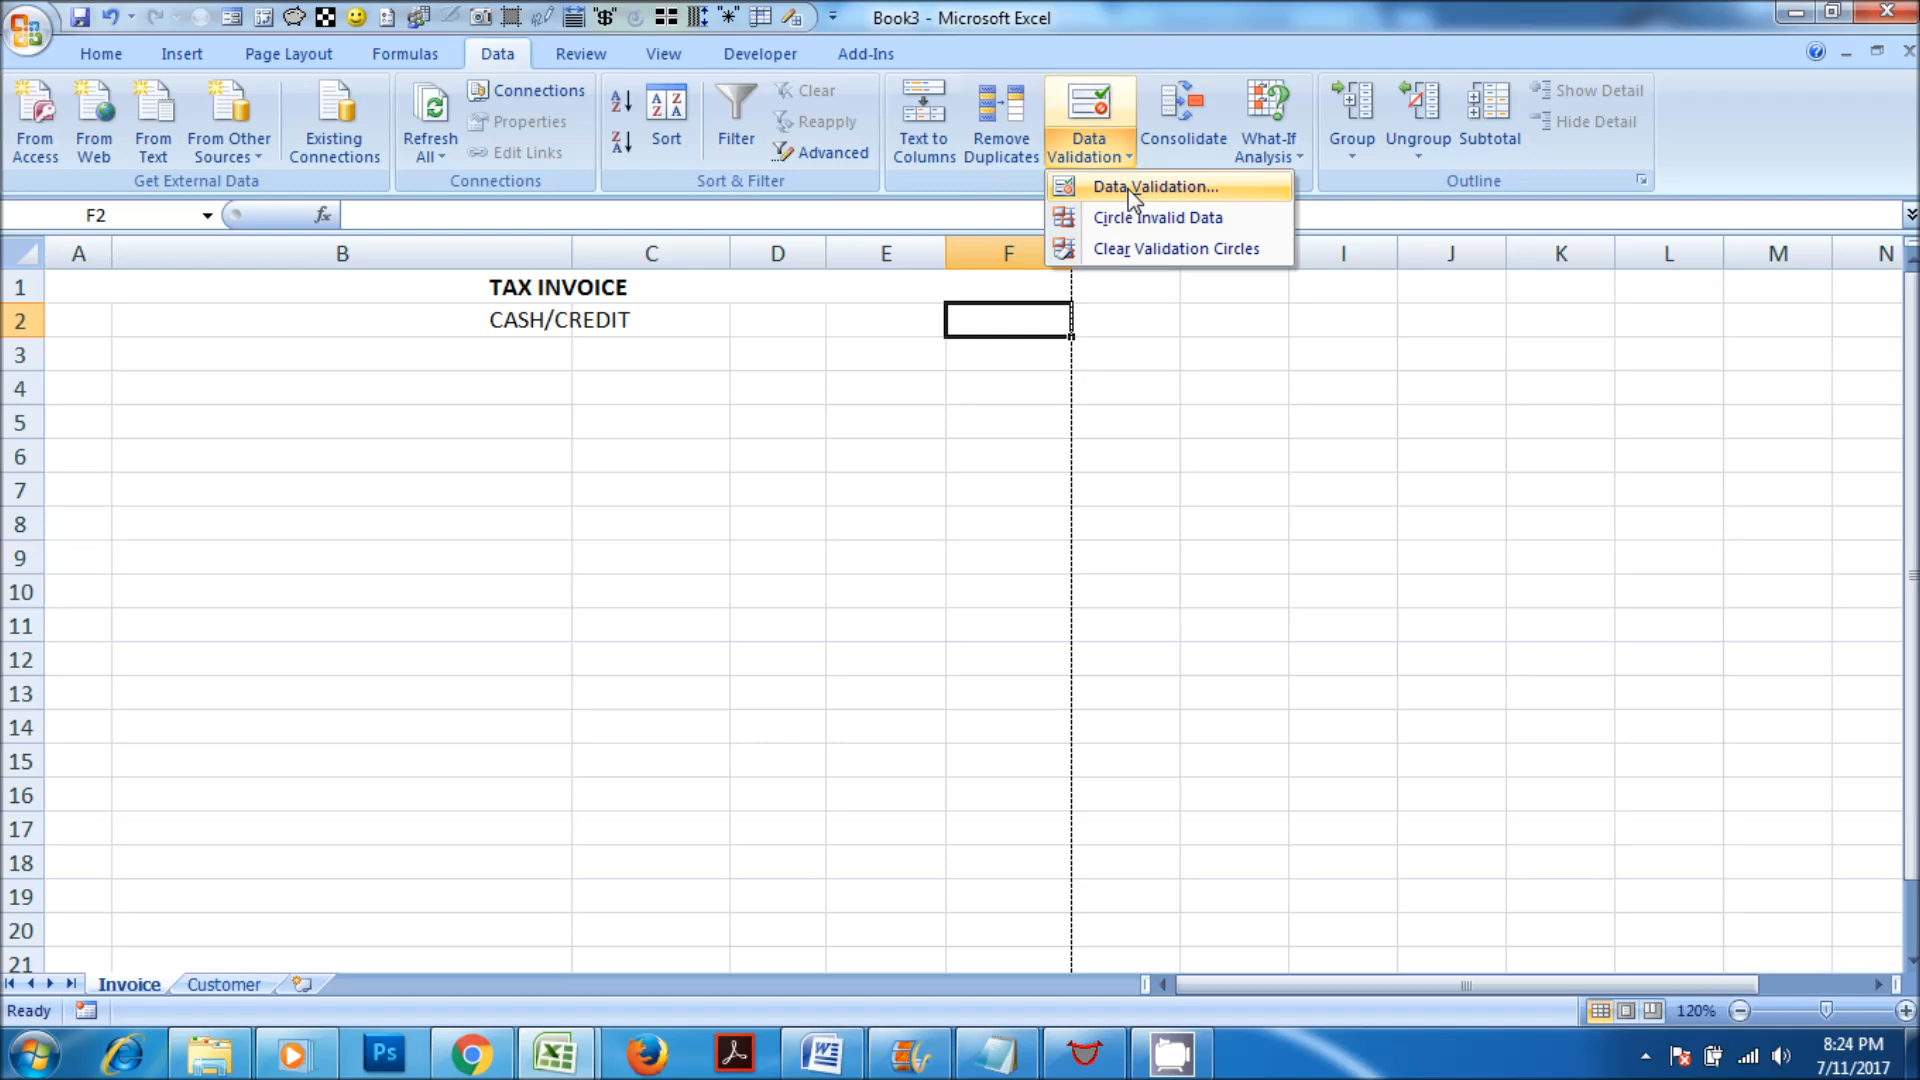 Book3 - Microsoft Excel
Home Insert Page Layout Formulas Data Review View Developer Add-Ins
From Access
From Web
From Text
From Other Sources
Existing Connections
Get External Data
Refresh All
Connections
Properties
Edit Links
Connections
A Z
Z A
Sort
Filter
Clear
Reapply
Advanced
Sort & Filter
Text to Columns
Remove Duplicates
Data Validation
Consolidate
What-If Analysis
Group
Ungroup
Subtotal
Show Detail
Hide Detail
Outline
Data Validation...
Circle Invalid Data
Clear Validation Circles
F2 fx
A B C D E F I J K L M N
1 TAX INVOICE
2 CASH/CREDIT
3
4
5
6
7
8
9
10
11
12
13
14
15
16
17
18
19
20
21
Invoice Customer
Ready 120%
Ps
8:24 PM
7/11/2017